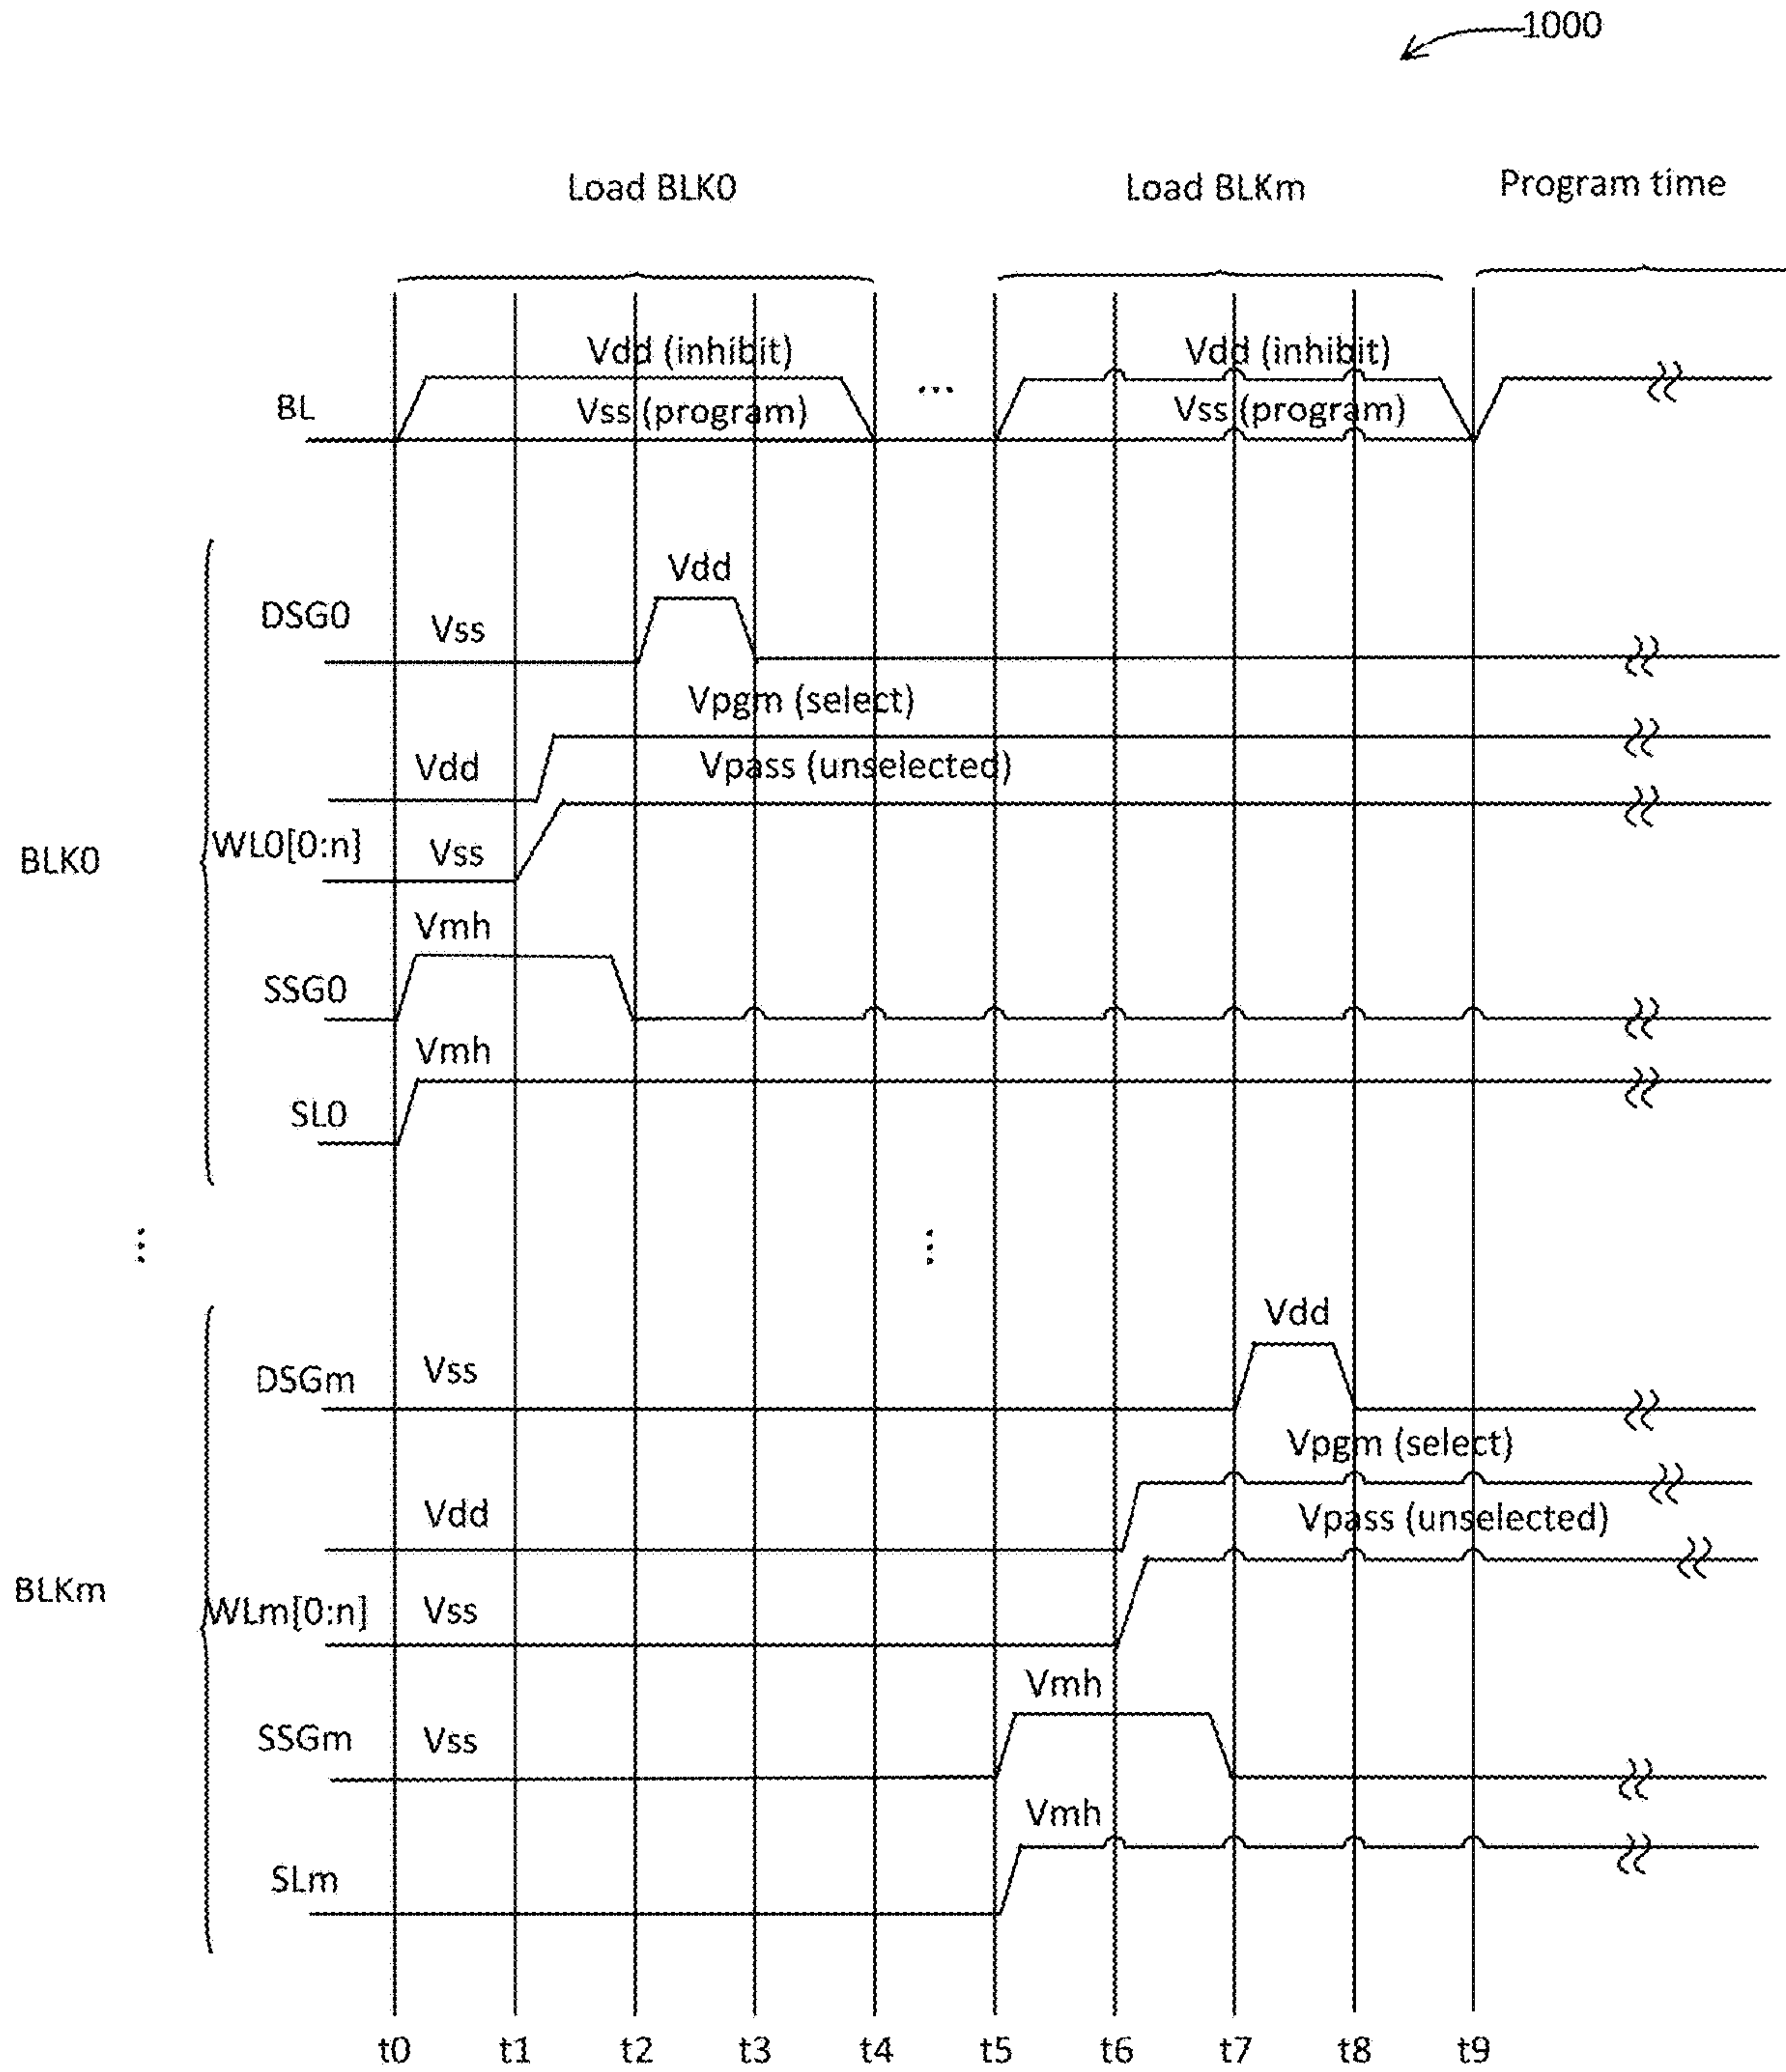 1000
Load BLK0 Load BLKm Program time
Vdd (inhibit) Vdd (inhibit)
BL Vss (program) ... Vss (program)
Vdd
DSG0 Vss
Vpgm (select)
Vdd Vpass (unselected)
BLK0 WL0[0:n] Vss
Vmh
SSG0
Vmh
SL0
... ...
Vdd
DSGm Vss
Vpgm (select)
Vdd Vpass (unselected)
BLKm WLm[0:n] Vss
Vmh
SSGm Vss
Vmh
SLm
t0 t1 t2 t3 t4 t5 t6 t7 t8 t9